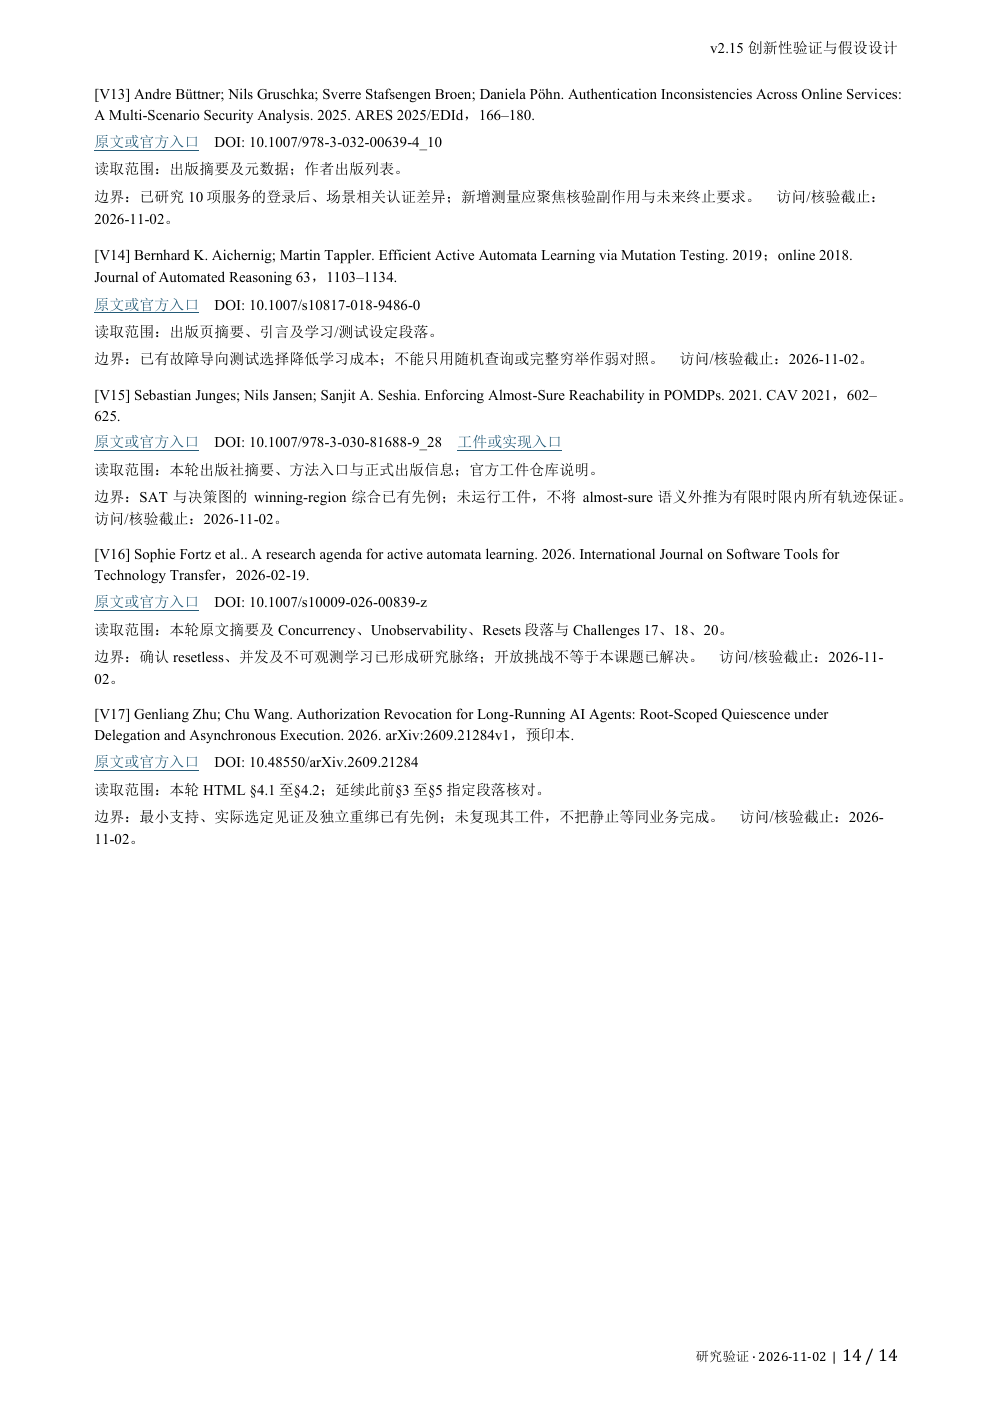 v2.15 创新性验证与假设设计
[V13] Andre Büttner; Nils Gruschka; Sverre Stafsengen Broen; Daniela Pöhn. Authentication Inconsistencies Across Online Services:
A Multi-Scenario Security Analysis. 2025. ARES 2025/EDId，166–180.
原文或官方入口 DOI: 10.1007/978-3-032-00639-4_10
读取范围：出版摘要及元数据；作者出版列表。
边界：已研究 10 项服务的登录后、场景相关认证差异；新增测量应聚焦核验副作用与未来终止要求。 访问/核验截止：
2026-11-02。
[V14] Bernhard K. Aichernig; Martin Tappler. Efficient Active Automata Learning via Mutation Testing. 2019；online 2018.
Journal of Automated Reasoning 63，1103–1134.
原文或官方入口 DOI: 10.1007/s10817-018-9486-0
读取范围：出版页摘要、引言及学习/测试设定段落。
边界：已有故障导向测试选择降低学习成本；不能只用随机查询或完整穷举作弱对照。 访问/核验截止：2026-11-02。
[V15] Sebastian Junges; Nils Jansen; Sanjit A. Seshia. Enforcing Almost-Sure Reachability in POMDPs. 2021. CAV 2021，602–
625.
原文或官方入口 DOI: 10.1007/978-3-030-81688-9_28 工件或实现入口
读取范围：本轮出版社摘要、方法入口与正式出版信息；官方工件仓库说明。
边界：SAT 与决策图的 winning-region 综合已有先例；未运行工件，不将 almost-sure 语义外推为有限时限内所有轨迹保证。
访问/核验截止：2026-11-02。
[V16] Sophie Fortz et al.. A research agenda for active automata learning. 2026. International Journal on Software Tools for
Technology Transfer，2026-02-19.
原文或官方入口 DOI: 10.1007/s10009-026-00839-z
读取范围：本轮原文摘要及 Concurrency、Unobservability、Resets 段落与 Challenges 17、18、20。
边界：确认 resetless、并发及不可观测学习已形成研究脉络；开放挑战不等于本课题已解决。 访问/核验截止：2026-11-
02。
[V17] Genliang Zhu; Chu Wang. Authorization Revocation for Long-Running AI Agents: Root-Scoped Quiescence under
Delegation and Asynchronous Execution. 2026. arXiv:2609.21284v1，预印本.
原文或官方入口 DOI: 10.48550/arXiv.2609.21284
读取范围：本轮 HTML §4.1 至§4.2；延续此前§3 至§5 指定段落核对。
边界：最小支持、实际选定见证及独立重绑已有先例；未复现其工件，不把静止等同业务完成。 访问/核验截止：2026-
11-02。
研究验证 · 2026-11-02 | 14 / 14